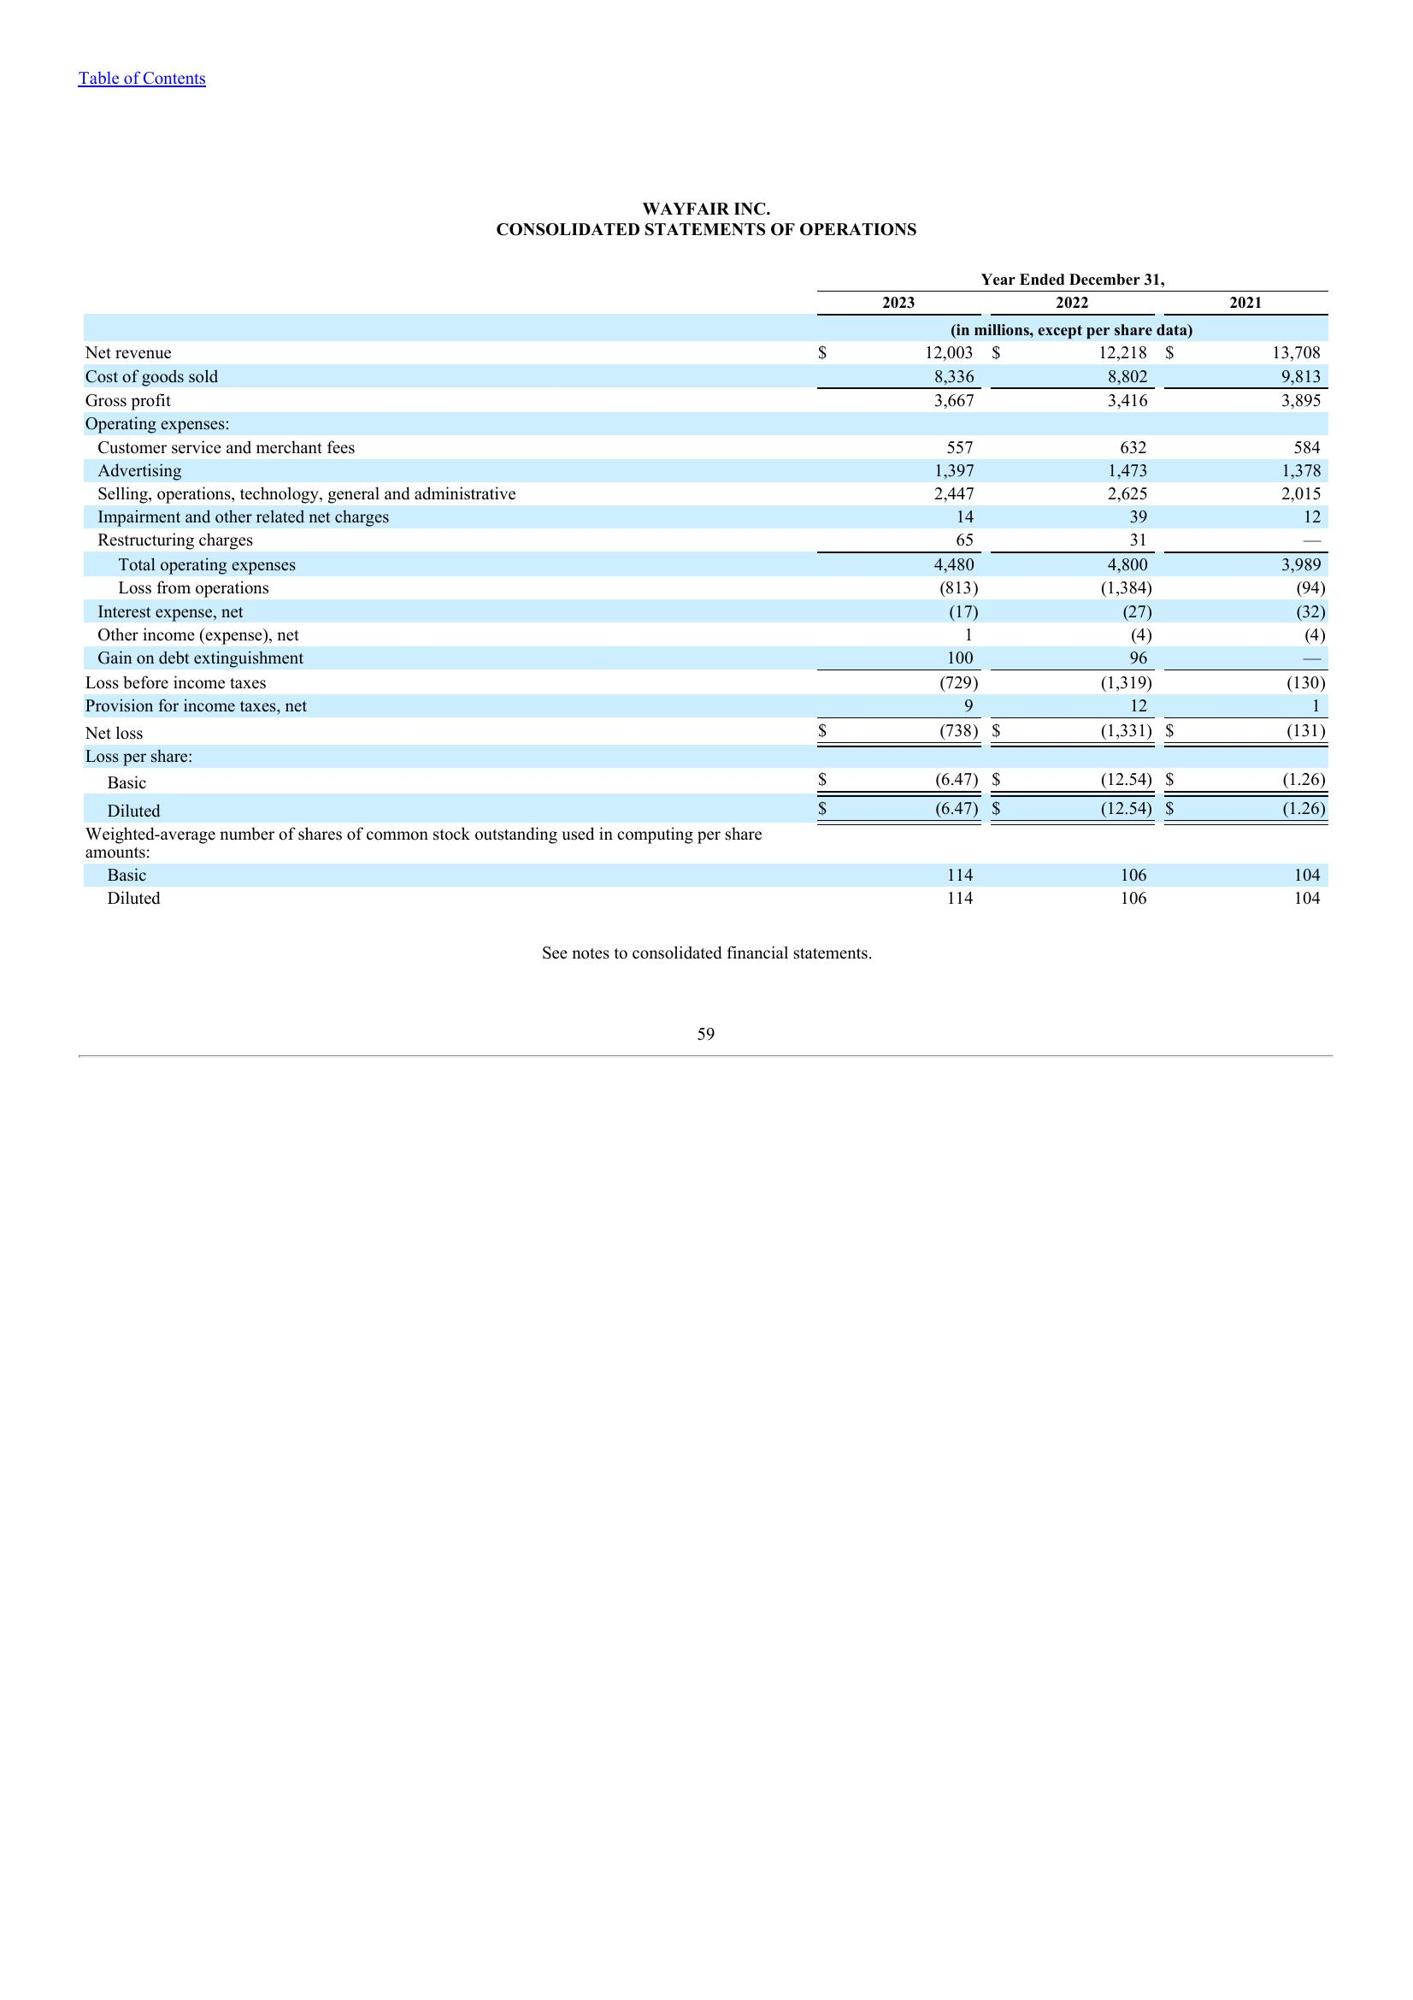 Table of Contents
WAYFAIR INC.
CONSOLIDATED STATEMENTS OF OPERATIONS
Year Ended December 31,
2023 2022 2021
(in millions, except per share data)
Net revenue $ 12,003 $ 12,218 $ 13,708
Cost of goods sold 8,336 8,802 9,813
Gross profit 3,667 3,416 3,895
Operating expenses:
Customer service and merchant fees 557 632 584
Advertising 1,397 1,473 1,378
Selling, operations, technology, general and administrative 2,447 2,625 2,015
Impairment and other related net charges 14 39 12
Restructuring charges 65 31 —
Total operating expenses 4,480 4,800 3,989
Loss from operations (813) (1,384) (94)
Interest expense, net (17) (27) (32)
Other income (expense), net 1 (4) (4)
Gain on debt extinguishment 100 96 —
Loss before income taxes (729) (1,319) (130)
Provision for income taxes, net 9 12 1
Net loss $ (738) $ (1,331) $ (131)
Loss per share:
Basic $ (6.47) $ (12.54) $ (1.26)
Diluted $ (6.47) $ (12.54) $ (1.26)
Weighted-average number of shares of common stock outstanding used in computing per share
amounts:
Basic 114 106 104
Diluted 114 106 104
See notes to consolidated financial statements.
59